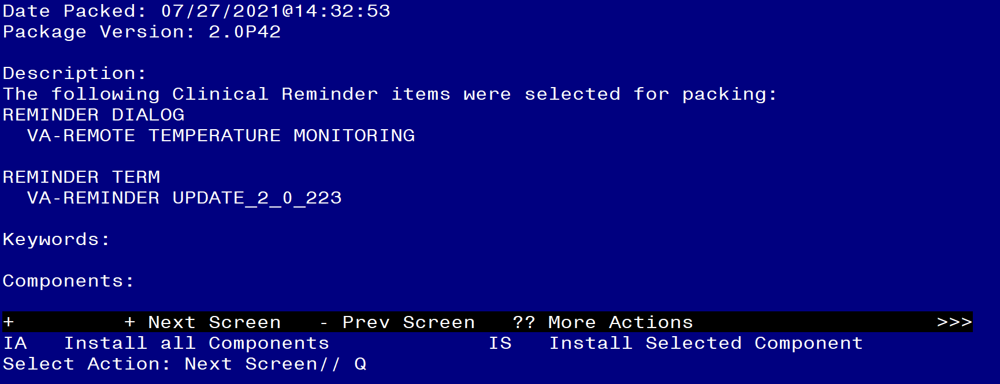 Date Packed: 07/27/2021@14:32:53
Package Version: 2.0P42
Description:
The following Clinical Reminder items were selected for packing:
REMINDER DIALOG
VA-REMOTE TEMPERATURE MONITORING
REMINDER TERM
VA-REMINDER UPDATE_2_0_223
Keywords:
Components:
+ + Next Screen - Prev Screen ?? More Actions >>>
IA Install all Components IS Install Selected Component
Select Action: Next Screen// Q